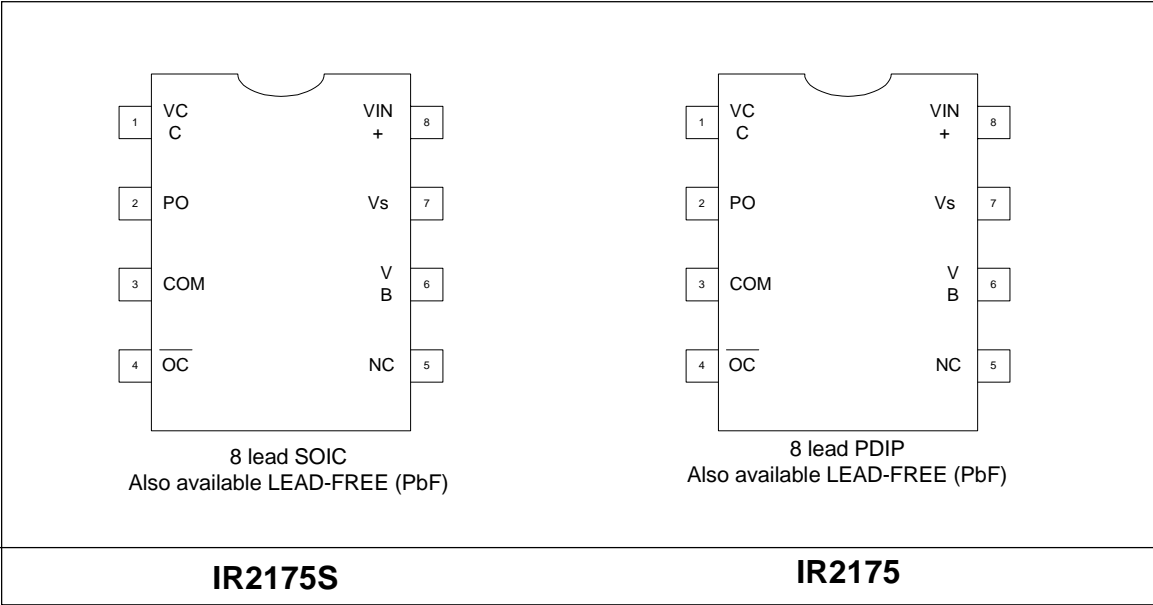 1 VC
C VIN
+ 8
2 PO Vs 7
3 COM V
B 6
4 O̅C̅ NC 5
8 lead SOIC
Also available LEAD-FREE (PbF)
IR2175S
1 VC
C VIN
+ 8
2 PO Vs 7
3 COM V
B 6
4 O̅C̅ NC 5
8 lead PDIP
Also available LEAD-FREE (PbF)
IR2175